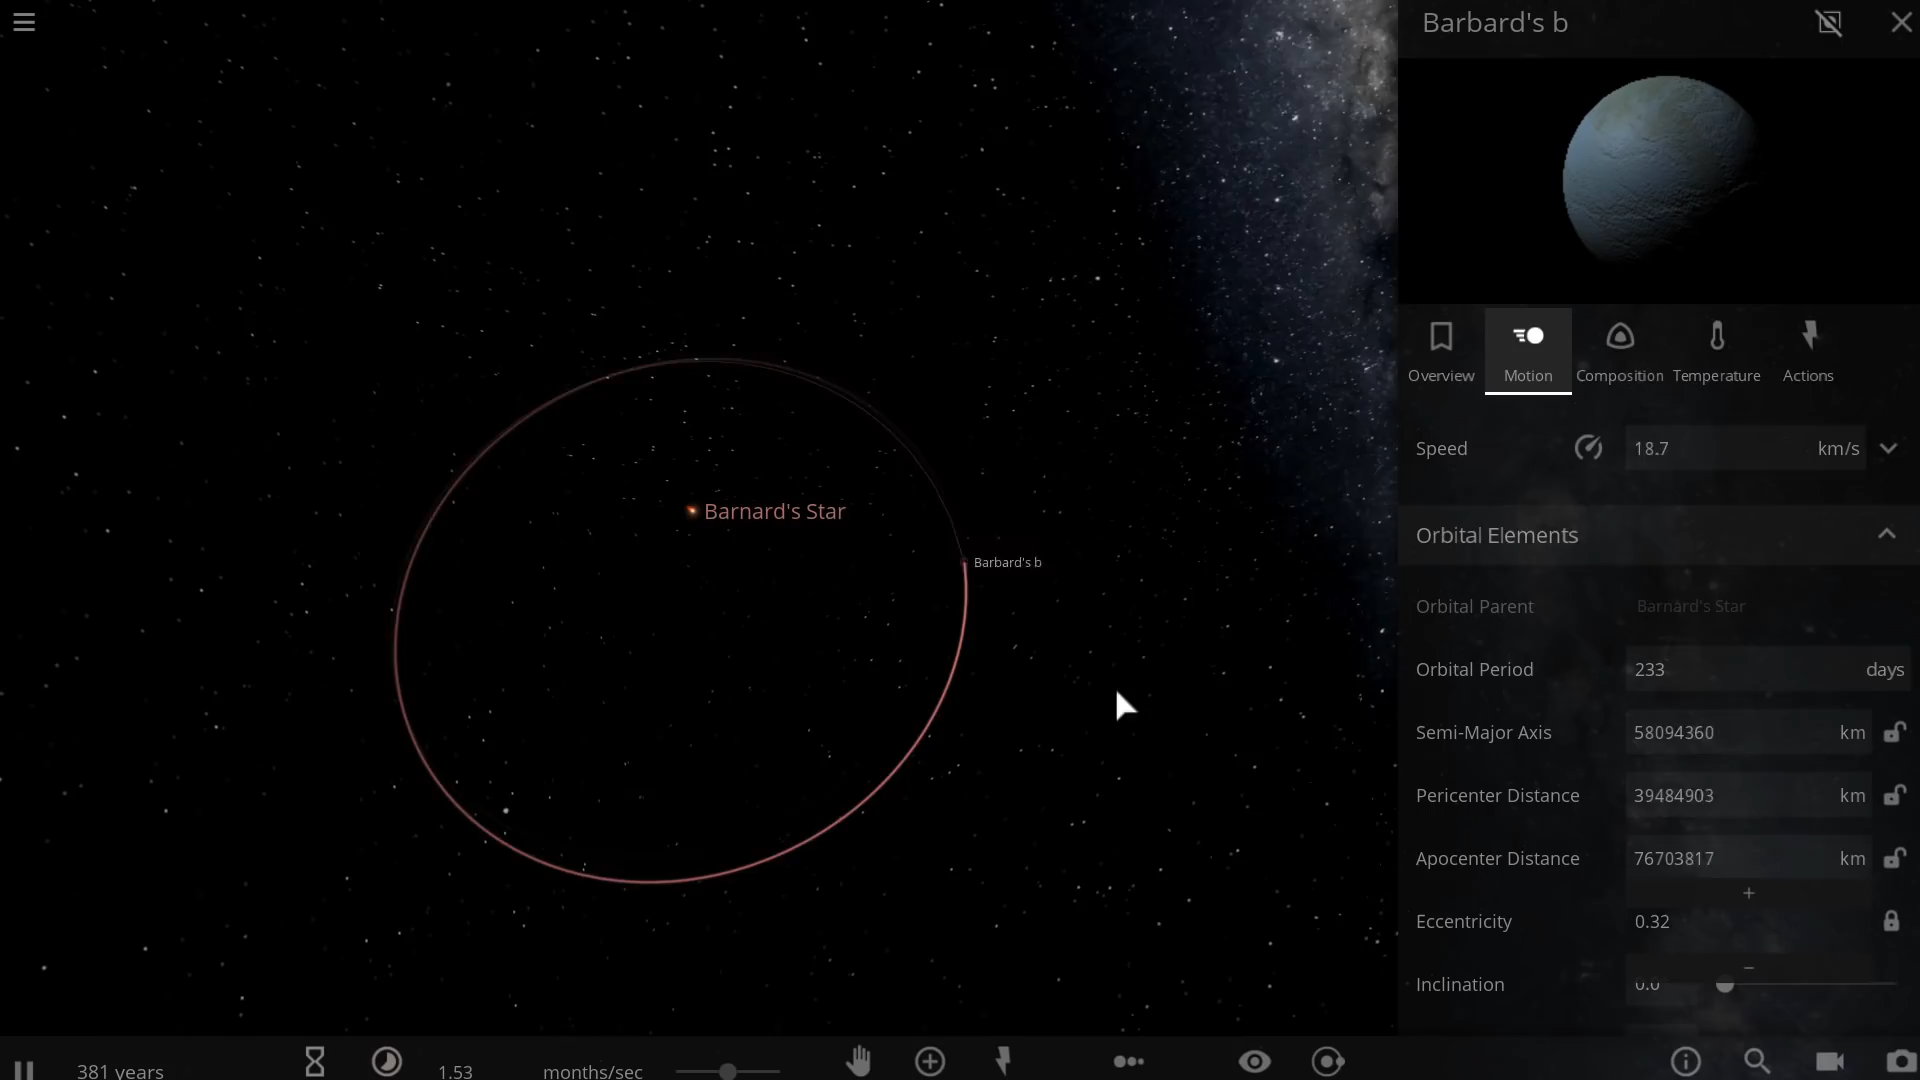 Barbard's b
Overview Motion Composition Temperature Actions
Speed 18.7 km/s
Orbital Elements
Orbital Parent Barnard's Star
Orbital Period 233 days
Semi-Major Axis 58094360 km
Pericenter Distance 39484903 km
Apocenter Distance 76703817 km
+
Eccentricity 0.32
−
Inclination 0.0
Barnard's Star
Barbard's b
381 years 1.53 months/sec